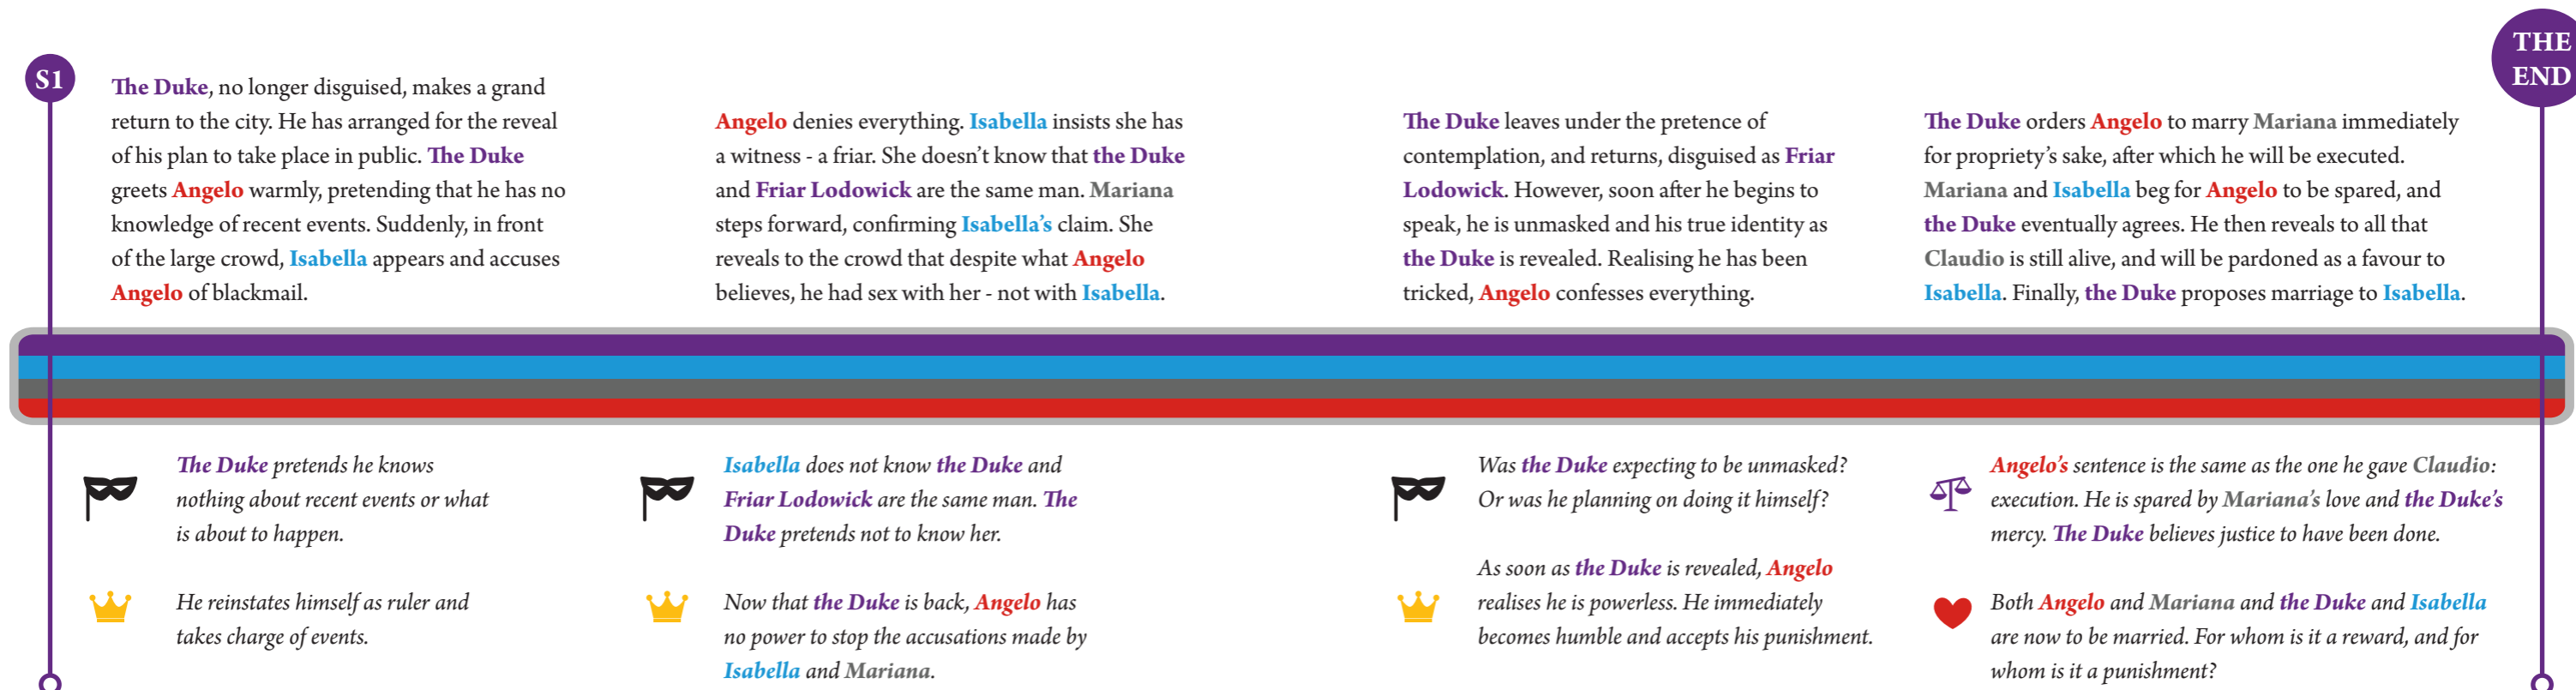 S1
The Duke, no longer disguised, makes a grand
return to the city. He has arranged for the reveal
of his plan to take place in public. The Duke
greets Angelo warmly, pretending that he has no
knowledge of recent events. Suddenly, in front
of the large crowd, Isabella appears and accuses
Angelo of blackmail.
Angelo denies everything. Isabella insists she has
a witness - a friar. She doesn’t know that the Duke
and Friar Lodowick are the same man. Mariana
steps forward, confirming Isabella’s claim. She
reveals to the crowd that despite what Angelo
believes, he had sex with her - not with Isabella.
The Duke leaves under the pretence of
contemplation, and returns, disguised as Friar
Lodowick. However, soon after he begins to
speak, he is unmasked and his true identity as
the Duke is revealed. Realising he has been
tricked, Angelo confesses everything.
The Duke orders Angelo to marry Mariana immediately
for propriety’s sake, after which he will be executed.
Mariana and Isabella beg for Angelo to be spared, and
the Duke eventually agrees. He then reveals to all that
Claudio is still alive, and will be pardoned as a favour to
Isabella. Finally, the Duke proposes marriage to Isabella.
THE
END
The Duke pretends he knows
nothing about recent events or what
is about to happen.
He reinstates himself as ruler and
takes charge of events.
Isabella does not know the Duke and
Friar Lodowick are the same man. The
Duke pretends not to know her.
Now that the Duke is back, Angelo has
no power to stop the accusations made by
Isabella and Mariana.
Was the Duke expecting to be unmasked?
Or was he planning on doing it himself?
As soon as the Duke is revealed, Angelo
realises he is powerless. He immediately
becomes humble and accepts his punishment.
Angelo’s sentence is the same as the one he gave Claudio:
execution. He is spared by Mariana’s love and the Duke’s
mercy. The Duke believes justice to have been done.
Both Angelo and Mariana and the Duke and Isabella
are now to be married. For whom is it a reward, and for
whom is it a punishment?